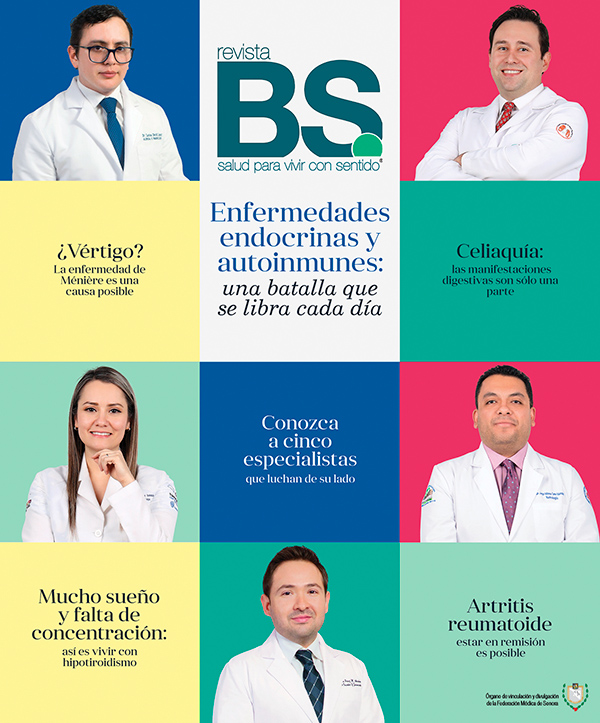 revista
BS.
salud para vivir con sentido®
Enfermedades
endocrinas y
autoinmunes:
una batalla que
se libra cada día
¿Vértigo?
La enfermedad de
Ménière es una
causa posible
Celiaquía:
las manifestaciones
digestivas son sólo una
parte
Conozca
a cinco
especialistas
que luchan de su lado
Mucho sueño
y falta de
concentración:
así es vivir con
hipotiroidismo
Artritis
reumatoide
estar en remisión
es posible
Órgano de vinculación y divulgación
de la Federación Médica de Sonora